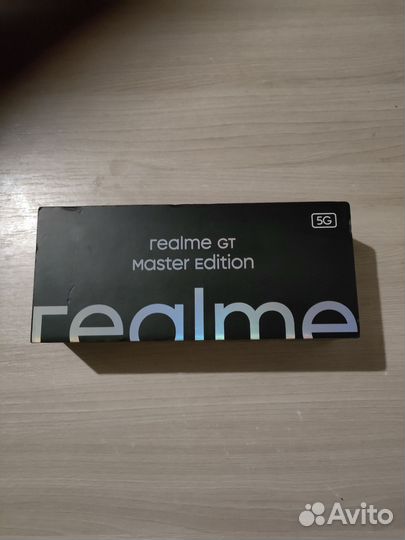 5G
realme GT
Master Edition
realme
Avito